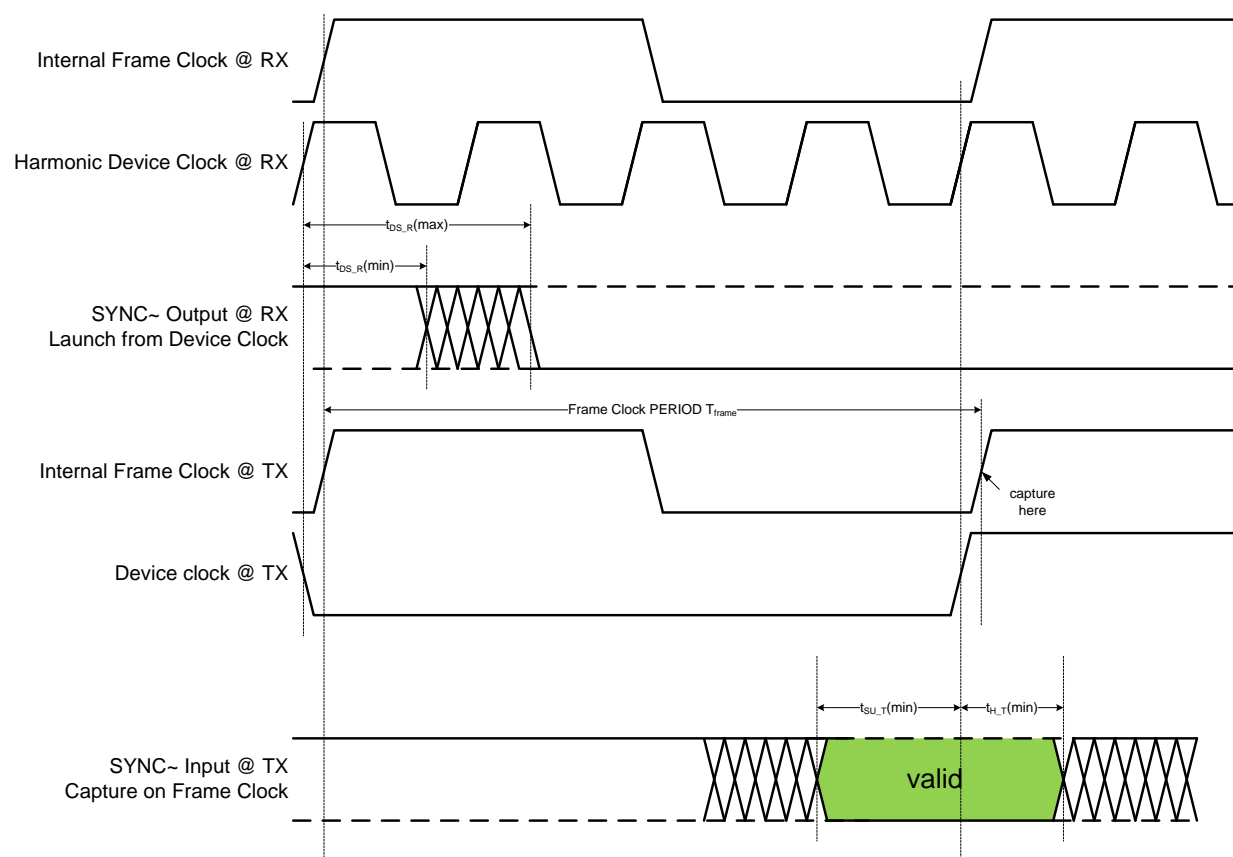 Internal Frame Clock @ RX
Harmonic Device Clock @ RX
tDS_R(max)
tDS_R(min)
SYNC~ Output @ RX
Launch from Device Clock
Frame Clock PERIOD Tframe
Internal Frame Clock @ TX
capture
here
Device clock @ TX
tSU_T(min)
tH_T(min)
SYNC~ Input @ TX
Capture on Frame Clock
valid